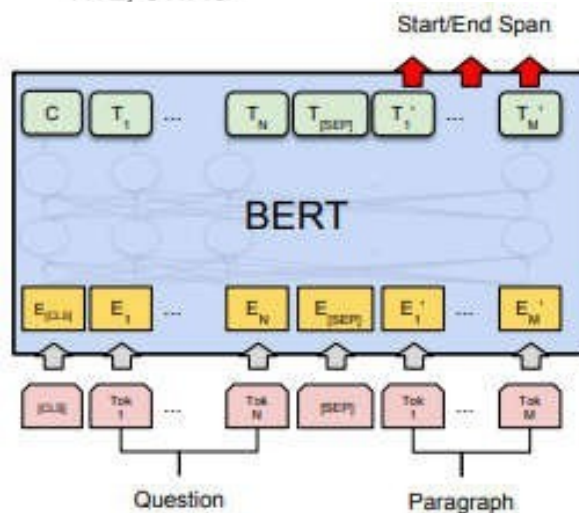 Start/End Span
C T1 ... TN T[SEP] T1' ... TM'
BERT
E[CLS] E1 ... EN E[SEP] E1' ... EM'
[CLS] Tok 1 ... Tok N [SEP] Tok 1 ... Tok M
Question Paragraph